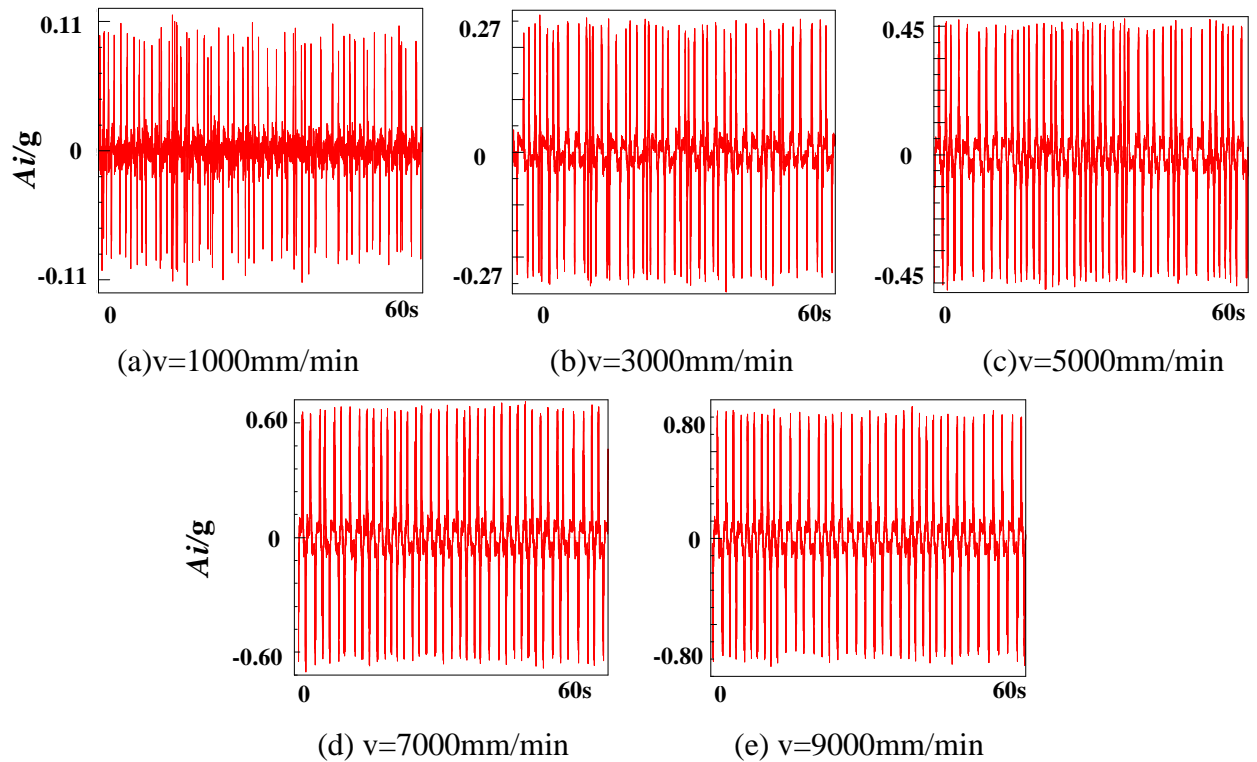 0.11
0
-0.11
Ai/g
0
60s
(a)v=1000mm/min
0.27
0
-0.27
0
60s
(b)v=3000mm/min
0.45
0
-0.45
0
60s
(c)v=5000mm/min
0.60
0
-0.60
Ai/g
0
60s
(d) v=7000mm/min
0.80
0
-0.80
0
60s
(e) v=9000mm/min